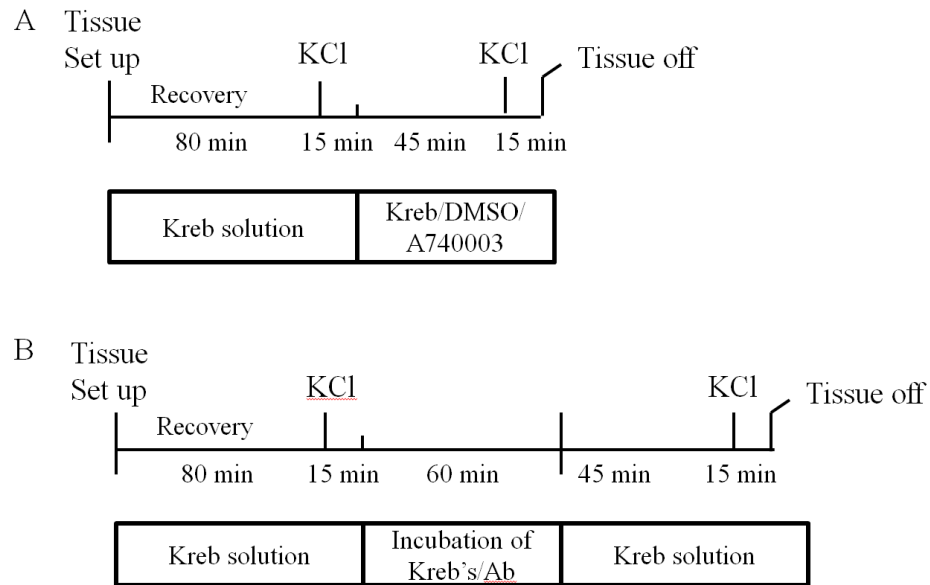 A Tissue
Set up
KCl
KCl
Tissue off
Recovery
80 min 15 min 45 min 15 min
Kreb solution
Kreb/DMSO/
A740003
B Tissue
Set up
KCl
KCl
Tissue off
Recovery
80 min 15 min 60 min 45 min 15 min
Kreb solution
Incubation of
Kreb's/Ab
Kreb solution